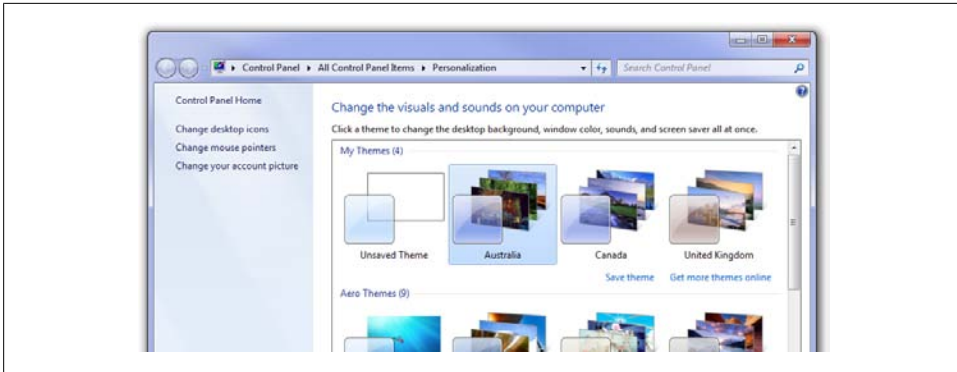 Control Panel ▸ All Control Panel Items ▸ Personalization
Search Control Panel
Control Panel Home
Change desktop icons
Change mouse pointers
Change your account picture
Change the visuals and sounds on your computer
Click a theme to change the desktop background, window color, sounds, and screen saver all at once.
My Themes (4)
Unsaved Theme
Australia
Canada
United Kingdom
Save theme
Get more themes online
Aero Themes (9)